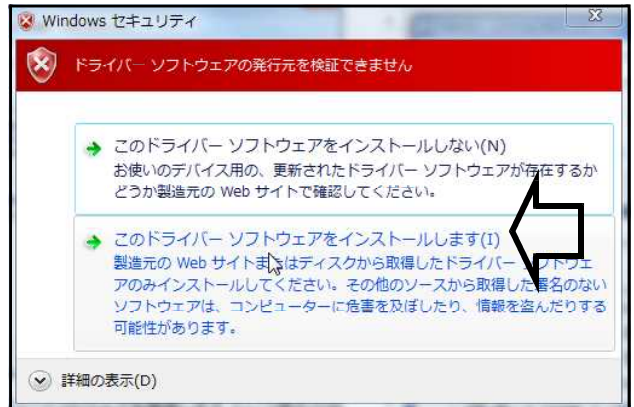 Windows セキュリティ
ドライバー ソフトウェアの発行元を検証できません
このドライバー ソフトウェアをインストールしない(N)
お使いのデバイス用の、更新されたドライバー ソフトウェアが存在するか
どうか製造元の Web サイトで確認してください。
このドライバー ソフトウェアをインストールします(I)
製造元の Web サイトまたはディスクから取得したドライバー ソフトウェ
アのみインストールしてください。その他のソースから取得した署名のない
ソフトウェアは、コンピューターに危害を及ぼしたり、情報を盗んだりする
可能性があります。
詳細の表示(D)